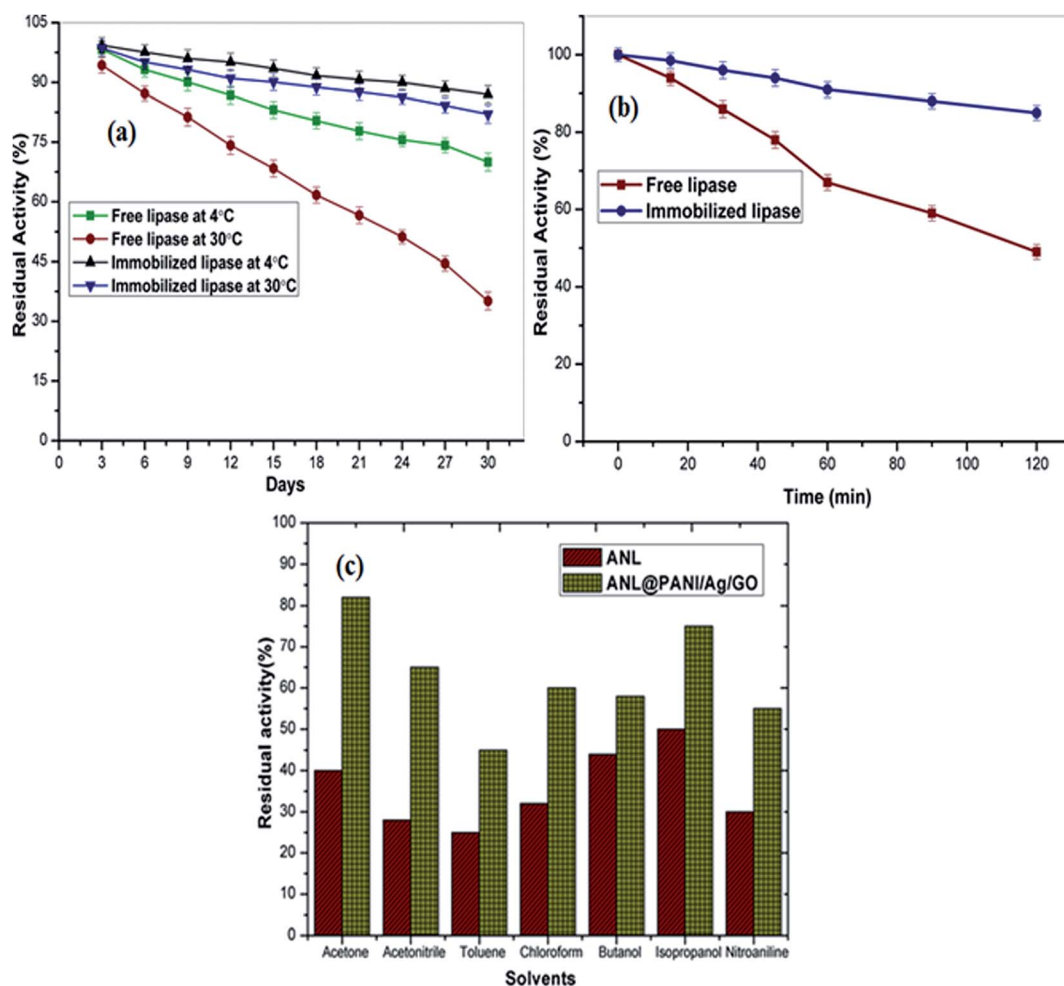 105
90
75
60
45
30
15
0
Residual Activity (%)
(a)
Free lipase at 4°C
Free lipase at 30°C
Immobilized lipase at 4°C
Immobilized lipase at 30°C
0 3 6 9 12 15 18 21 24 27 30
Days
100
80
60
40
20
0
Residual Activity (%)
(b)
Free lipase
Immobilized lipase
0 20 40 60 80 100 120
Time (min)
100
90
80
70
60
50
40
30
20
10
0
Residual activity(%)
(c)
ANL
ANL@PANI/Ag/GO
Acetone Acetonitrile Toluene Chloroform Butanol Isopropanol Nitroaniline
Solvents